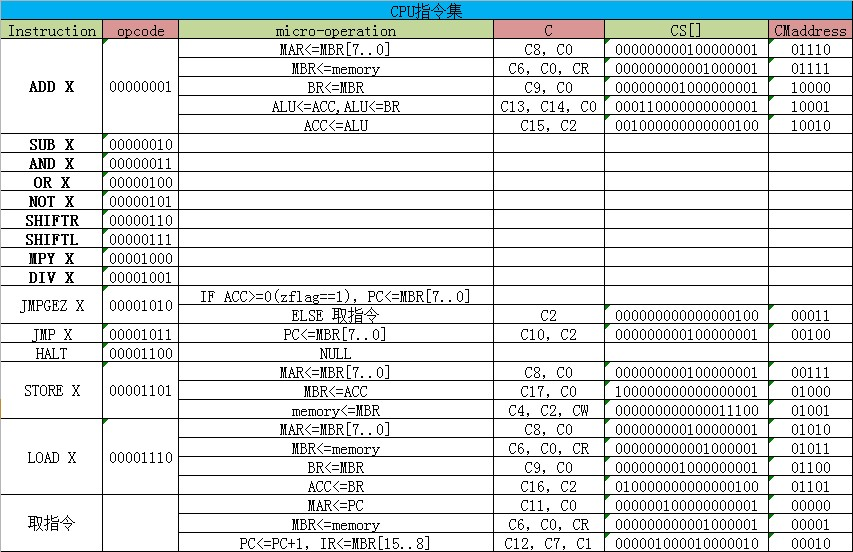 CPU指令集
Instruction opcode micro-operation C CS[] CMaddress
ADD X 00000001 MAR<=MBR[7..0] C8, C0 000000000100000001 01110
MBR<=memory C6, C0, CR 000000000001000001 01111
BR<=MBR C9, C0 000000001000000001 10000
ALU<=ACC,ALU<=BR C13, C14, C0 000110000000000001 10001
ACC<=ALU C15, C2 001000000000000100 10010
SUB X 00000010
AND X 00000011
OR X 00000100
NOT X 00000101
SHIFTR 00000110
SHIFTL 00000111
MPY X 00001000
DIV X 00001001
JMPGEZ X 00001010 IF ACC>=0(zflag==1), PC<=MBR[7..0]
ELSE 取指令 C2 000000000000000100 00011
JMP X 00001011 PC<=MBR[7..0] C10, C2 000000000100000001 00100
HALT 00001100 NULL
STORE X 00001101 MAR<=MBR[7..0] C8, C0 000000000100000001 00111
MBR<=ACC C17, C0 100000000000000001 01000
memory<=MBR C4, C2, CW 000000000000011100 01001
LOAD X 00001110 MAR<=MBR[7..0] C8, C0 000000000100000001 01010
MBR<=memory C6, C0, CR 000000000001000001 01011
BR<=MBR C9, C0 000000001000000001 01100
ACC<=BR C16, C2 010000000000000100 01101
取指令 MAR<=PC C11, C0 000000100000000001 00000
MBR<=memory C6, C0, CR 000000000001000001 00001
PC<=PC+1, IR<=MBR[15..8] C12, C7, C1 000001000010000010 00010